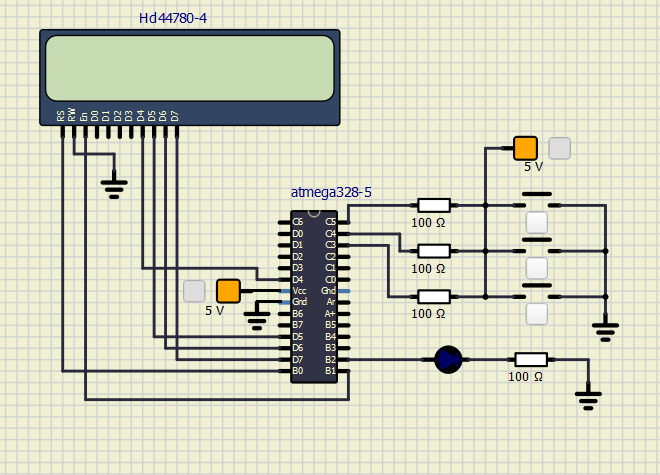 Hd44780-4
RS RW En D0 D1 D2 D3 D4 D5 D6 D7
5 V
atmega328-5
100 Ω
100 Ω
100 Ω
C6 C5
D0 C4
D1 C3
D2 C2
D3 C1
D4 C0
Vcc Gnd
Gnd Ar
B6 A+
B7 B5
D5 B4
D6 B3
D7 B2
B0 B1
5 V
100 Ω